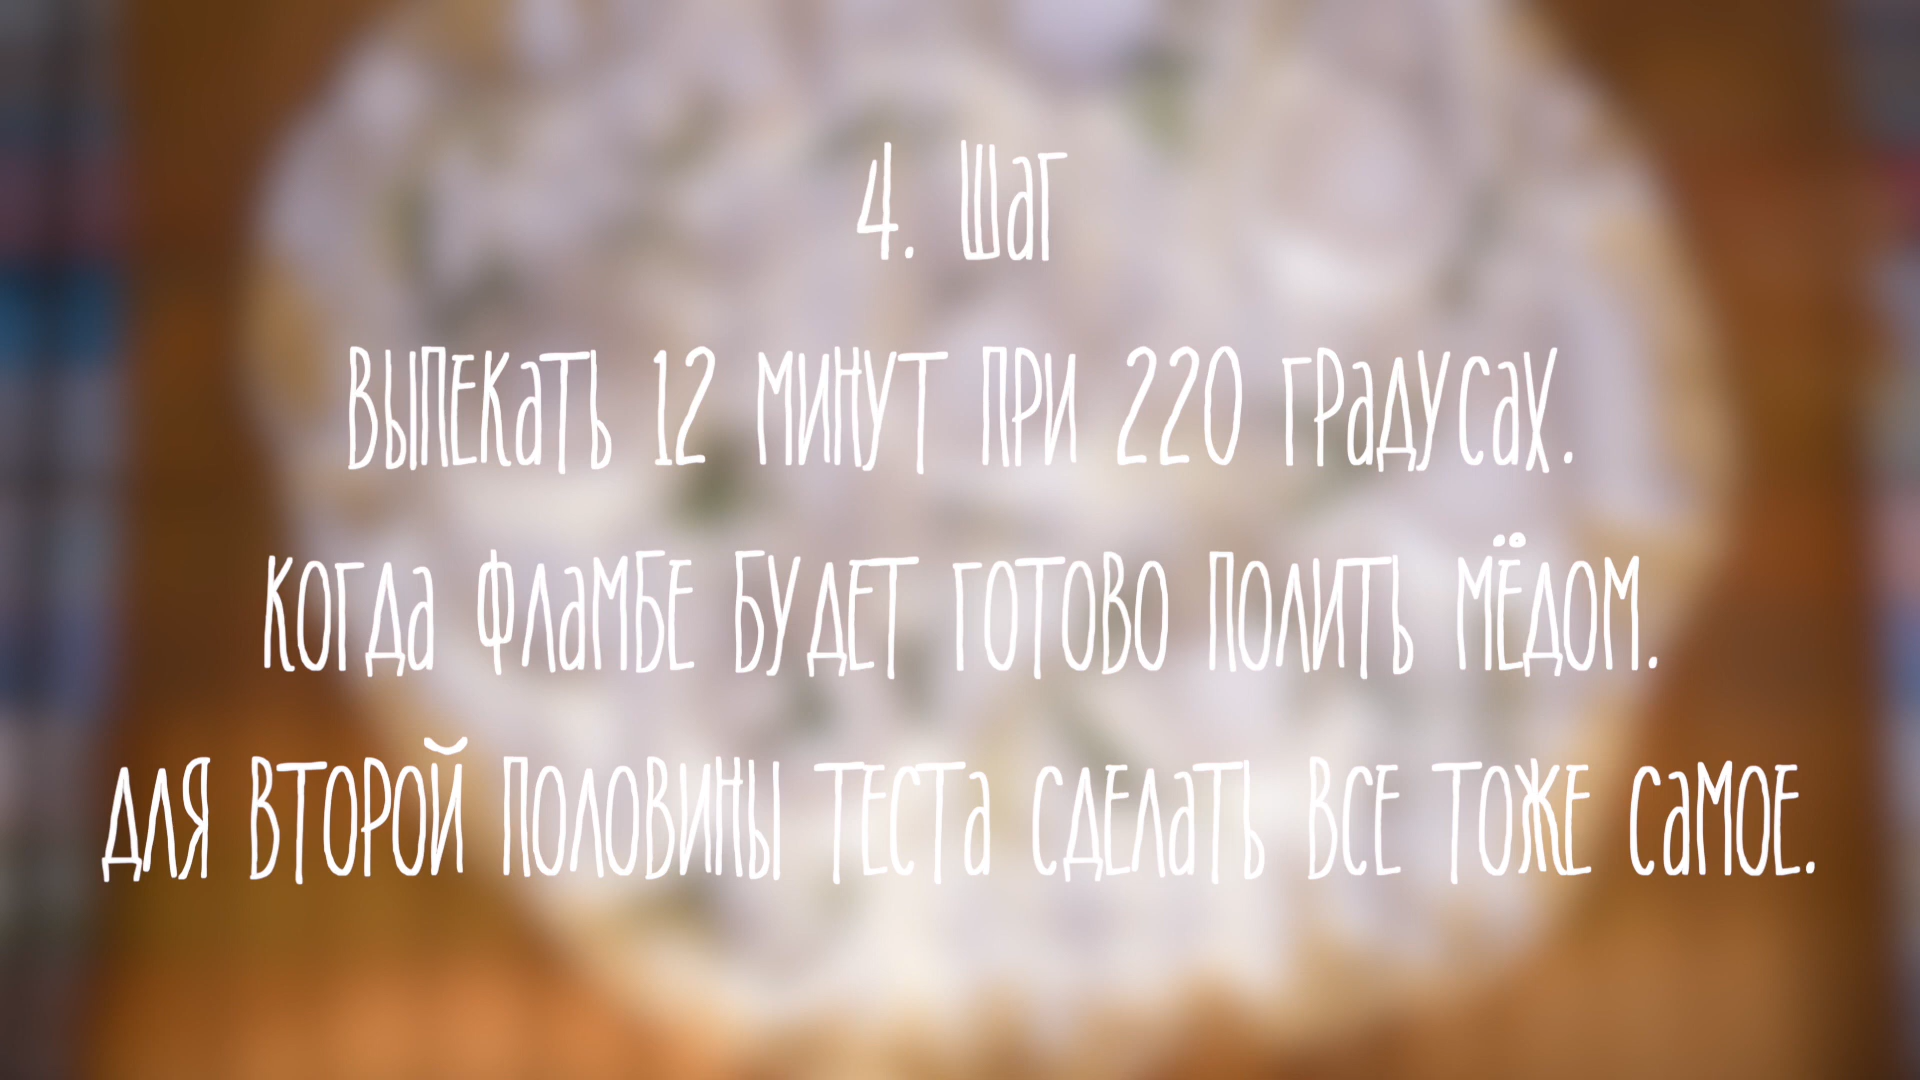 4. Шаг
Выпекать 12 минут при 220 градусах.
Когда фламбе будет готово полить мёдом.
Для второй половины теста сделать все тоже самое.